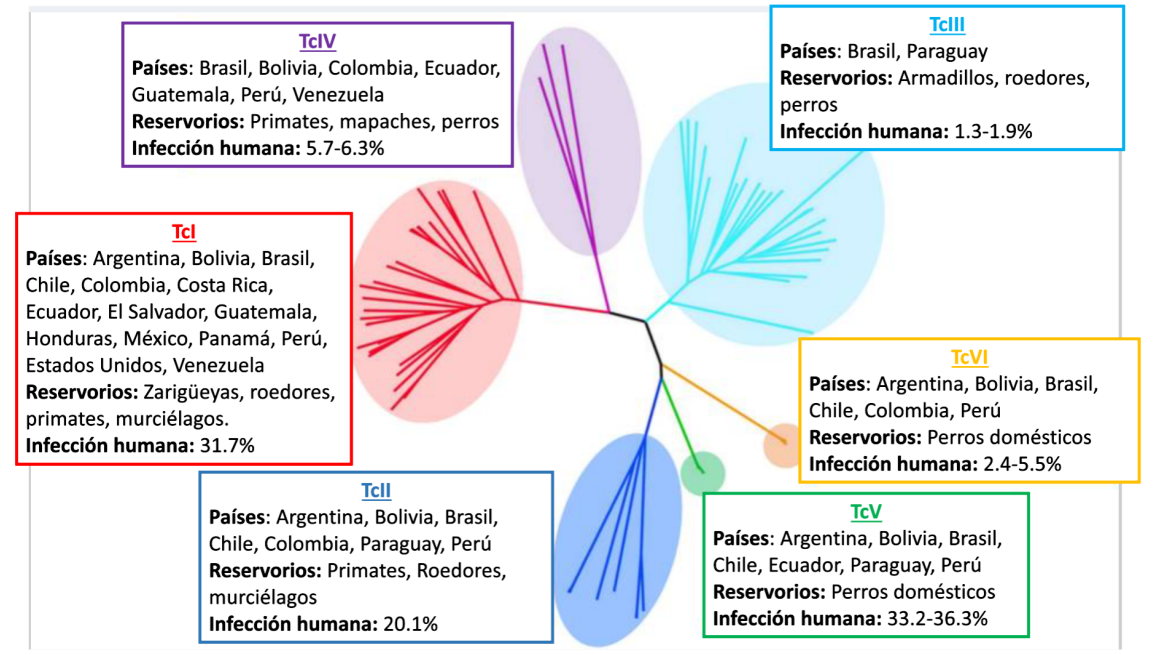 TcIV
Países: Brasil, Bolivia, Colombia, Ecuador,
Guatemala, Perú, Venezuela
Reservorios: Primates, mapaches, perros
Infección humana: 5.7-6.3%
TcIII
Países: Brasil, Paraguay
Reservorios: Armadillos, roedores,
perros
Infección humana: 1.3-1.9%
TcI
Países: Argentina, Bolivia, Brasil,
Chile, Colombia, Costa Rica,
Ecuador, El Salvador, Guatemala,
Honduras, México, Panamá, Perú,
Estados Unidos, Venezuela
Reservorios: Zarigüeyas, roedores,
primates, murciélagos.
Infección humana: 31.7%
TcVI
Países: Argentina, Bolivia, Brasil,
Chile, Colombia, Perú
Reservorios: Perros domésticos
Infección humana: 2.4-5.5%
TcII
Países: Argentina, Bolivia, Brasil,
Chile, Colombia, Paraguay, Perú
Reservorios: Primates, Roedores,
murciélagos
Infección humana: 20.1%
TcV
Países: Argentina, Bolivia, Brasil,
Chile, Ecuador, Paraguay, Perú
Reservorios: Perros domésticos
Infección humana: 33.2-36.3%